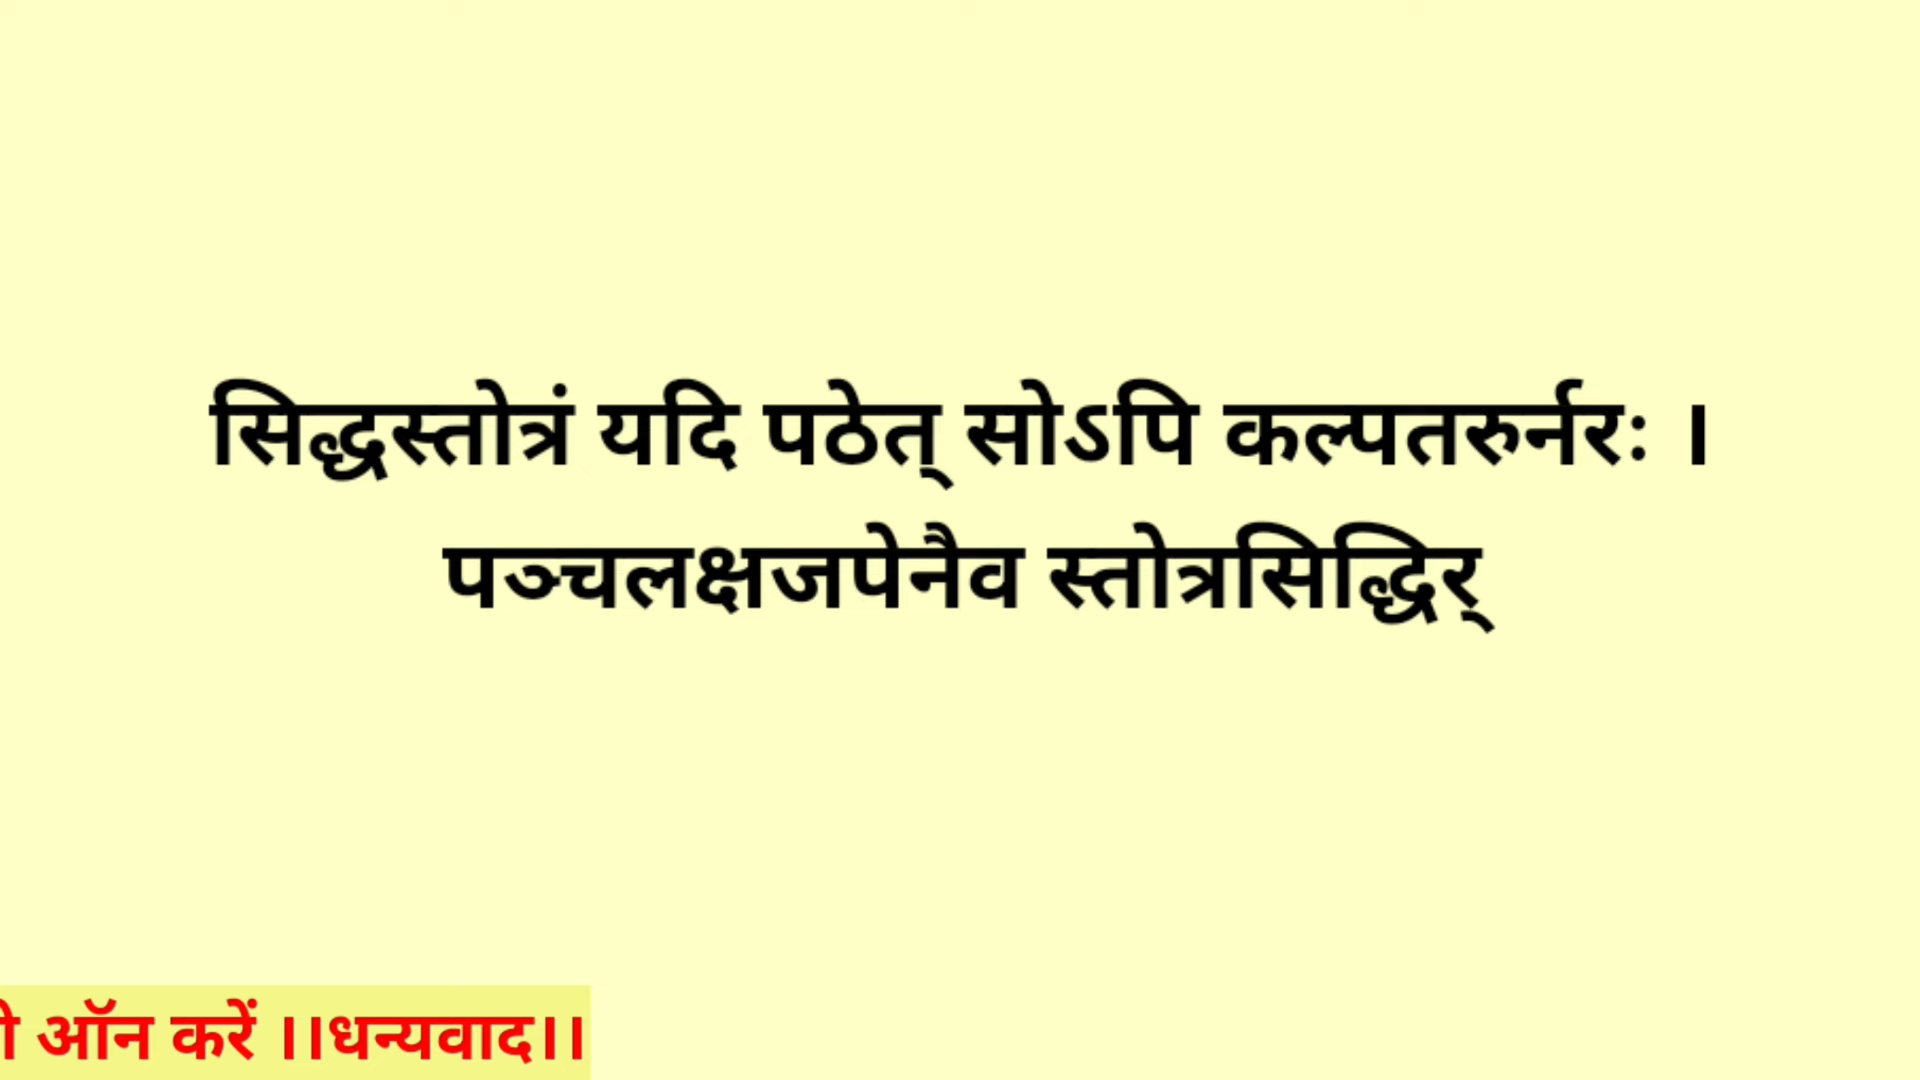 सिद्धस्तोत्रं यदि पठेत् सोऽपि कल्पतरुर्नरः ।
पञ्चलक्षजपेनैव स्तोत्रसिद्धिर्
ऑन करें ।।धन्यवाद।।